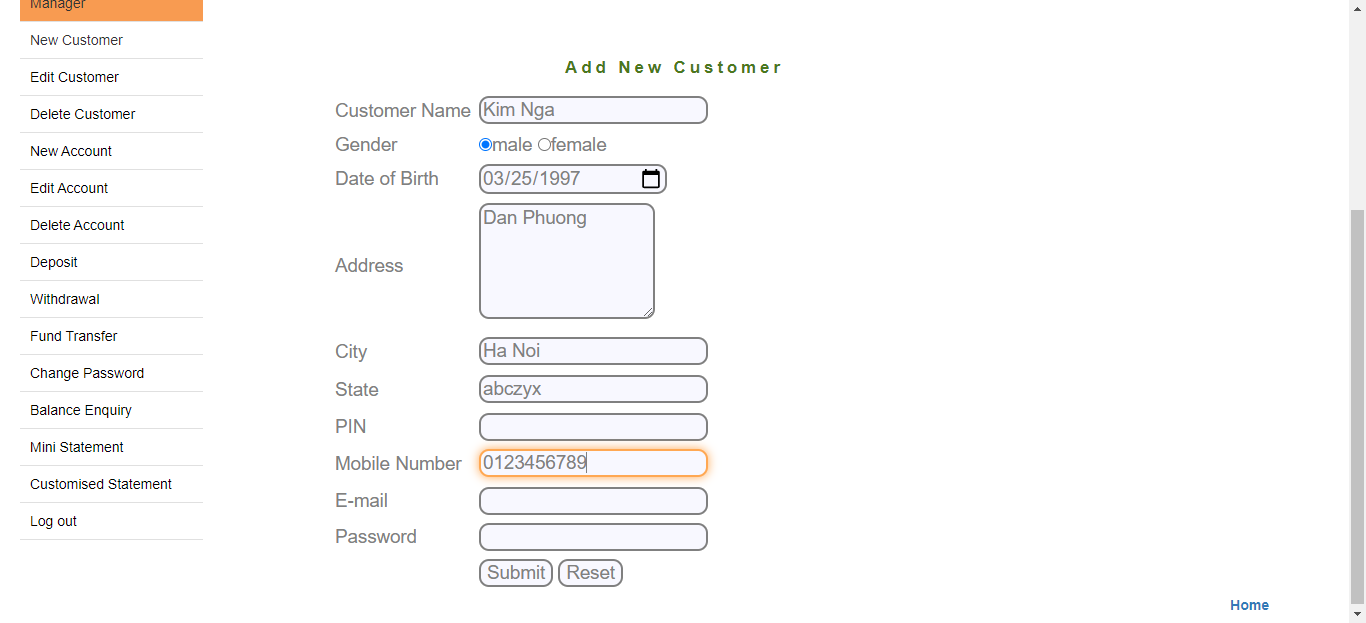 Manager
New Customer
Edit Customer
Delete Customer
New Account
Edit Account
Delete Account
Deposit
Withdrawal
Fund Transfer
Change Password
Balance Enquiry
Mini Statement
Customised Statement
Log out
Add New Customer
Customer Name Kim Nga
Gender male female
Date of Birth 03/25/1997
Address Dan Phuong
City Ha Noi
State abczyx
PIN
Mobile Number 0123456789
E-mail
Password
Submit Reset
Home